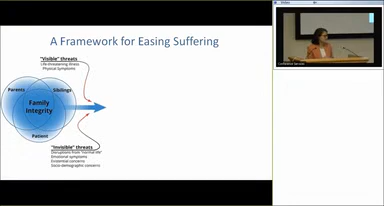 A Framework for Easing Suffering
"Visible" threats
Life-threatening illness
Physical Symptoms
Parents
Siblings
Family
Integrity
Patient
"Invisible" threats
Disruptions from "normal life"
Emotional symptoms
Existential concerns
Socio-demographic concerns